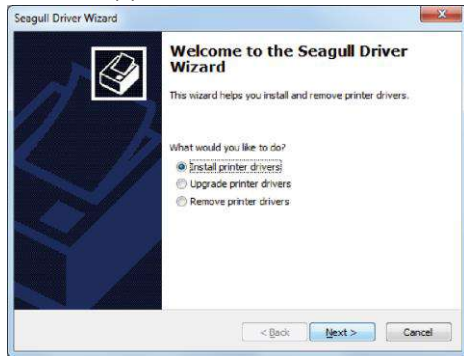 Seagull Driver Wizard
Welcome to the Seagull Driver
Wizard
This wizard helps you install and remove printer drivers.
What would you like to do?
Install printer drivers
Upgrade printer drivers
Remove printer drivers
< Back Next > Cancel